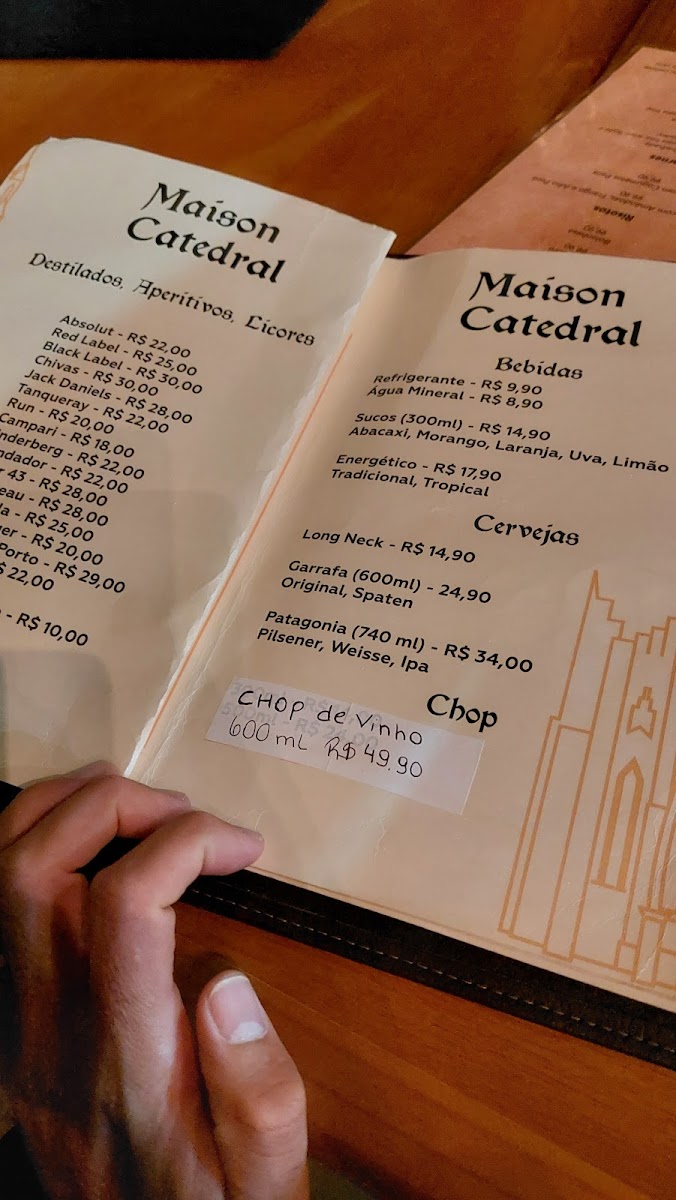 Maison
Catedral
Destilados, Aperitivos, Licores
Absolut - R$ 22,00
Red Label - R$ 25,00
Black Label - R$ 30,00
Chivas - R$ 30,00
Jack Daniels - R$ 28,00
Tanqueray - R$ 22,00
Run - R$ 20,00
Campari - R$ 18,00
nderberg - R$ 22,00
ndador - R$ 22,00
43 - R$ 28,00
eau - R$ 28,00
la - R$ 25,00
er - R$ 20,00
Porto - R$ 29,00
$ 22,00
- R$ 10,00
Maison
Catedral
Bebidas
Refrigerante - R$ 9,90
Água Mineral - R$ 8,90
Sucos (300ml) - R$ 14,90
Abacaxi, Morango, Laranja, Uva, Limão
Energético - R$ 17,90
Tradicional, Tropical
Cervejas
Long Neck - R$ 14,90
Garrafa (600ml) - 24,90
Original, Spaten
Patagonia (740 ml) - R$ 34,00
Pilsener, Weisse, Ipa
Chop
CHOP de Vinho
600 mL R$ 49.90
Risotos